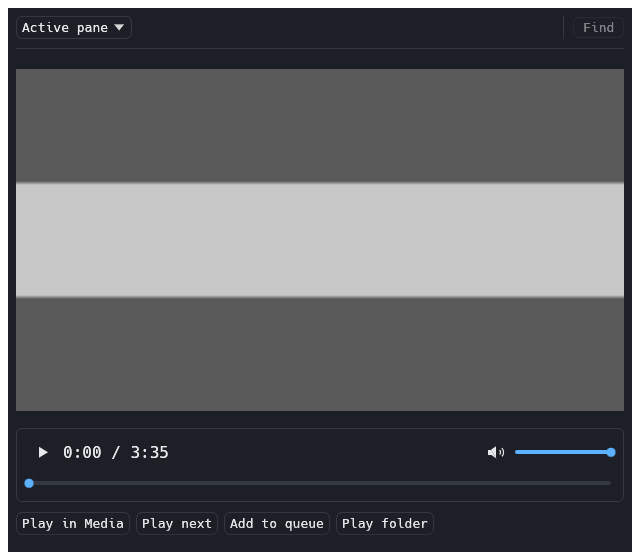 Active pane
Find
0:00 / 3:35
Play in Media
Play next
Add to queue
Play folder